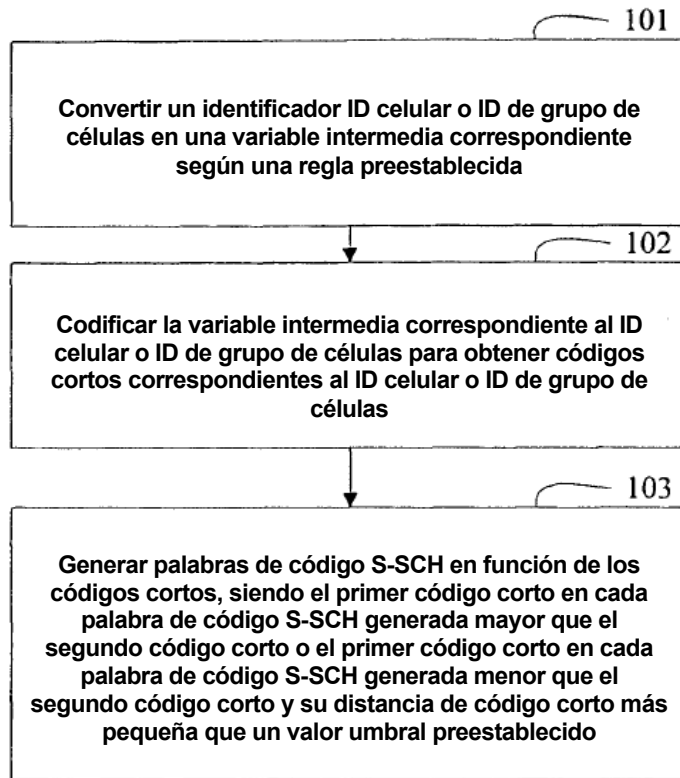 101
Convertir un identificador ID celular o ID de grupo de
células en una variable intermedia correspondiente
según una regla preestablecida
102
Codificar la variable intermedia correspondiente al ID
celular o ID de grupo de células para obtener códigos
cortos correspondientes al ID celular o ID de grupo de
células
103
Generar palabras de código S-SCH en función de los
códigos cortos, siendo el primer código corto en cada
palabra de código S-SCH generada mayor que el
segundo código corto o el primer código corto en cada
palabra de código S-SCH generada menor que el
segundo código corto y su distancia de código corto más
pequeña que un valor umbral preestablecido